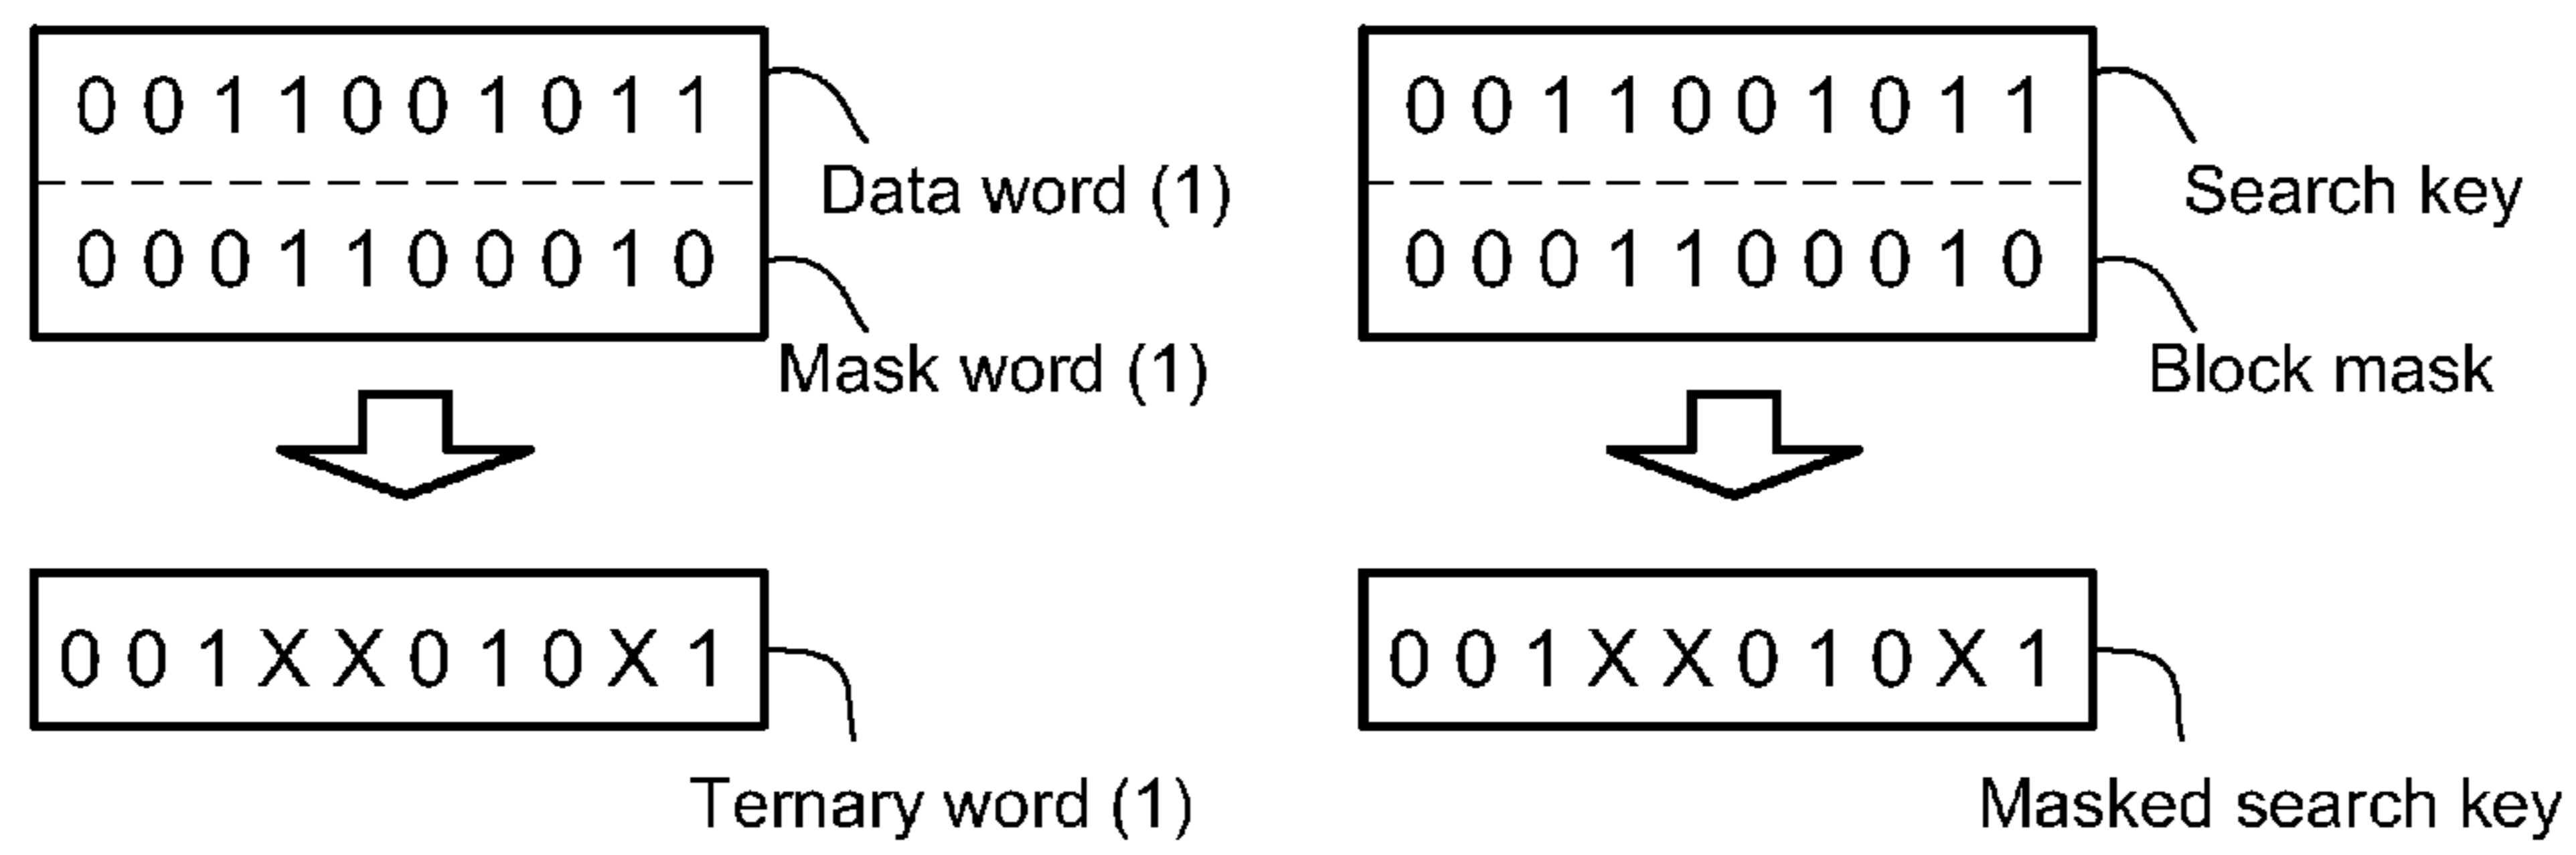 0 0 1 1 0 0 1 0 1 1
Data word (1)
0 0 0 1 1 0 0 0 1 0
Mask word (1)
0 0 1 X X 0 1 0 X 1
Ternary word (1)
0 0 1 1 0 0 1 0 1 1
Search key
0 0 0 1 1 0 0 0 1 0
Block mask
0 0 1 X X 0 1 0 X 1
Masked search key